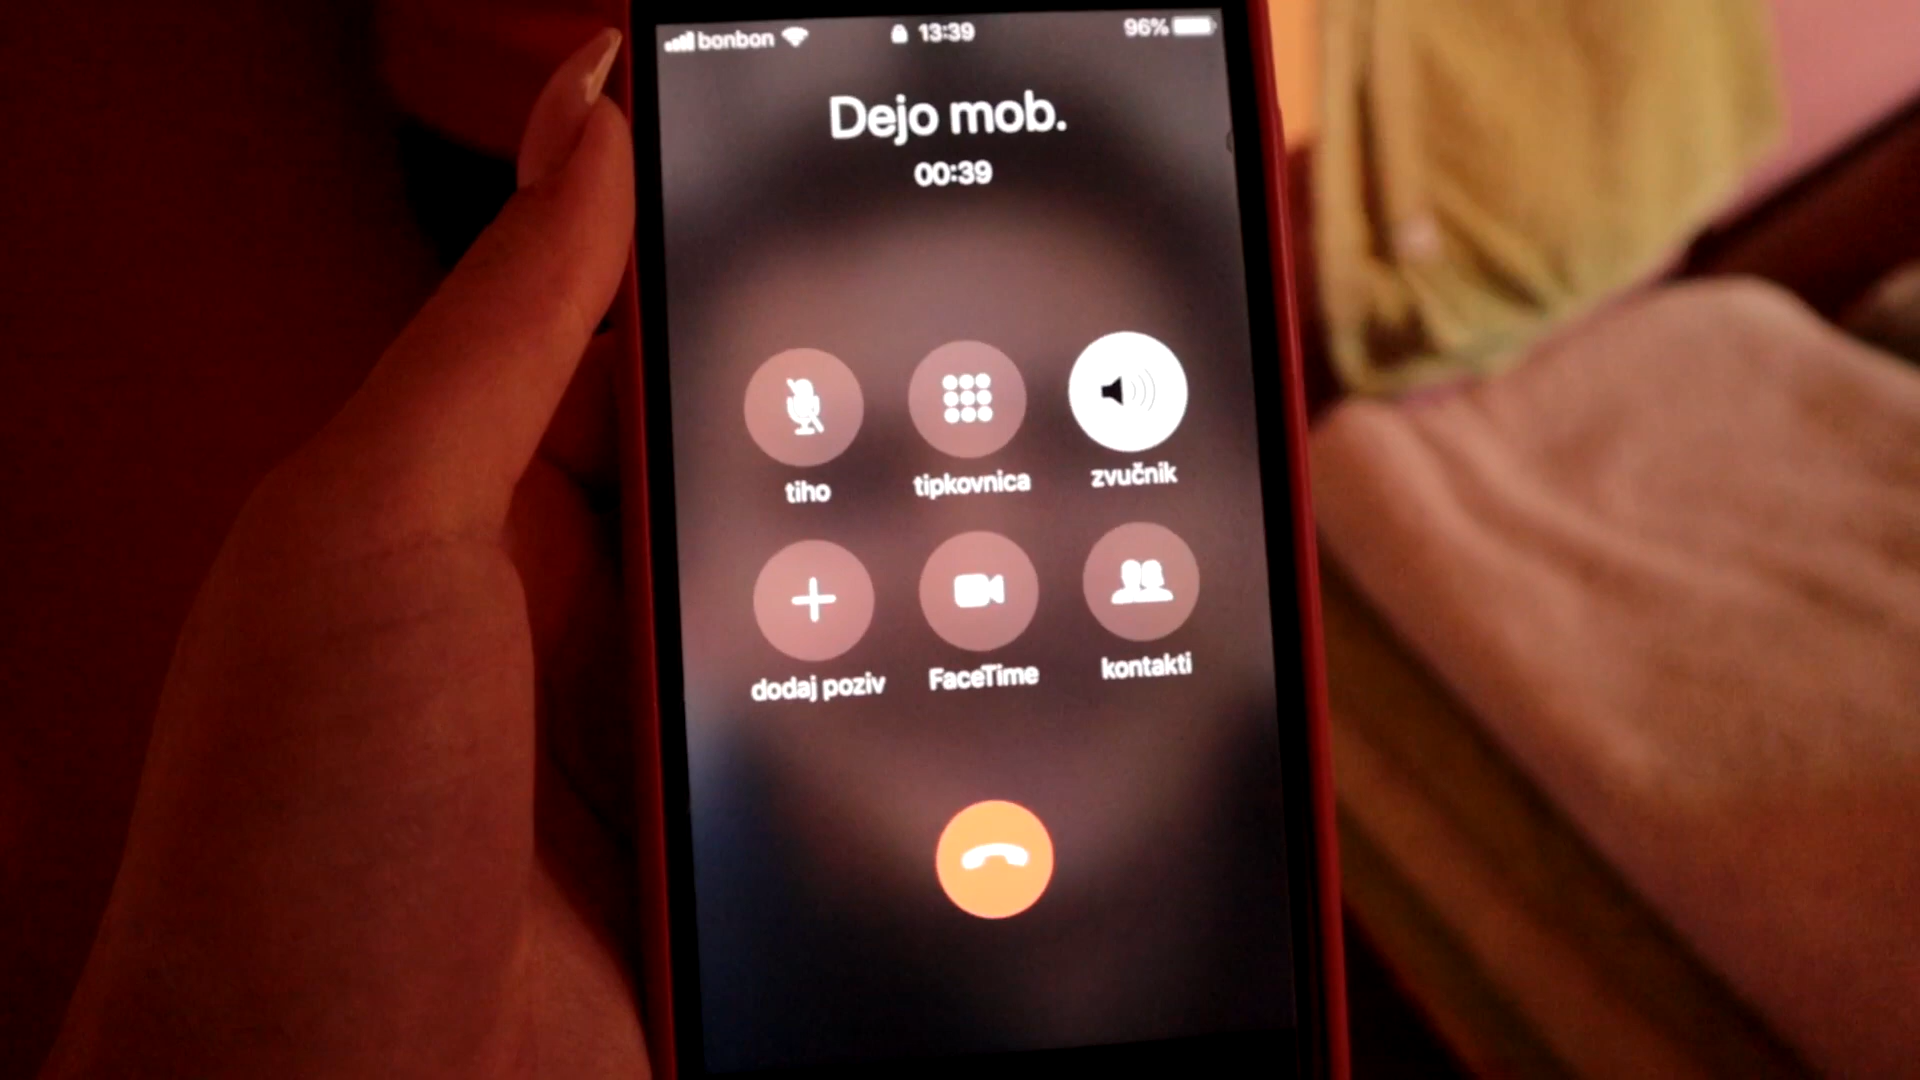 bonbon 13:39 96%
Dejo mob.
00:39
tiho tipkovnica zvučnik
dodaj poziv FaceTime kontakti